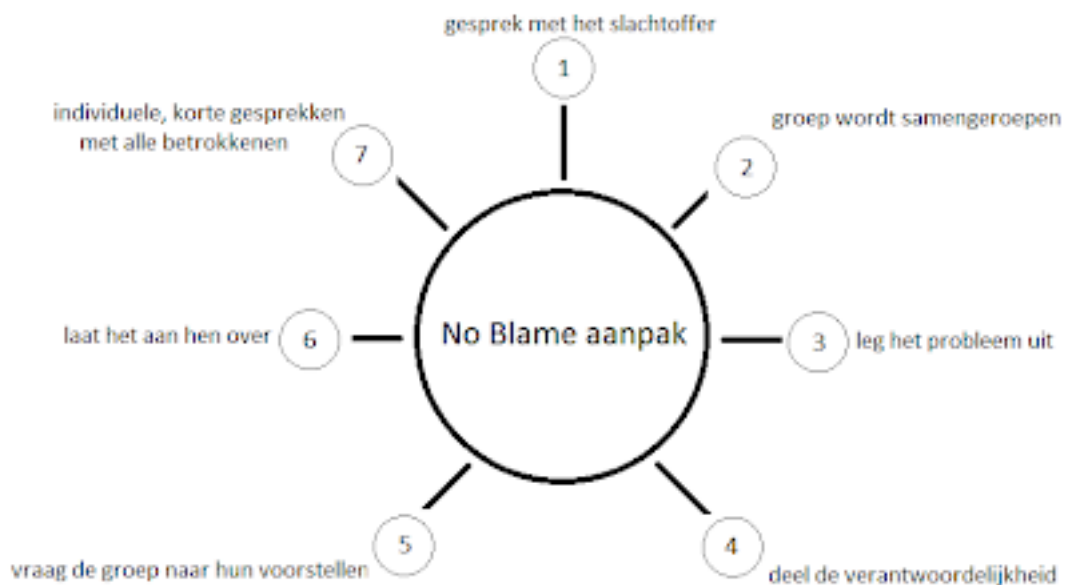 gesprek met het slachtoffer
1
groep wordt samengeroepen
2
3
leg het probleem uit
4
deel de verantwoordelijkheid
5
vraag de groep naar hun voorstellen
6
laat het aan hen over
7
individuele, korte gesprekken
met alle betrokkenen
No Blame aanpak